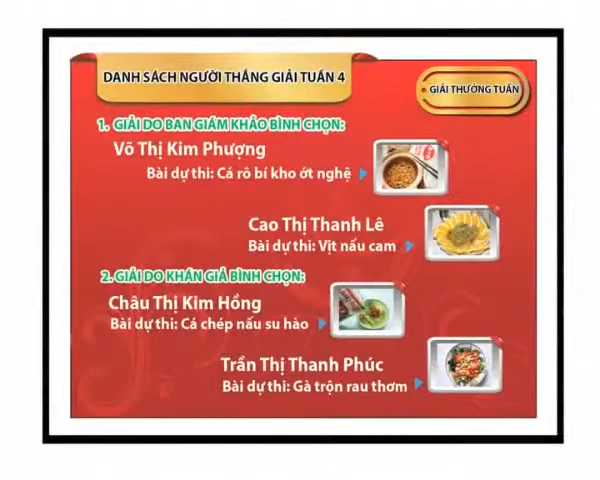 DANH SÁCH NGƯỜI THẮNG GIẢI TUẦN 4
GIẢI THƯỞNG TUẦN
1. GIẢI DO BAN GIÁM KHẢO BÌNH CHỌN:
Võ Thị Kim Phượng
Bài dự thi: Cá rô bí kho ớt nghệ
Cao Thị Thanh Lê
Bài dự thi: Vịt nấu cam
2. GIẢI DO KHÁN GIẢ BÌNH CHỌN:
Châu Thị Kim Hồng
Bài dự thi: Cá chép nấu su hào
Trần Thị Thanh Phúc
Bài dự thi: Gà trộn rau thơm